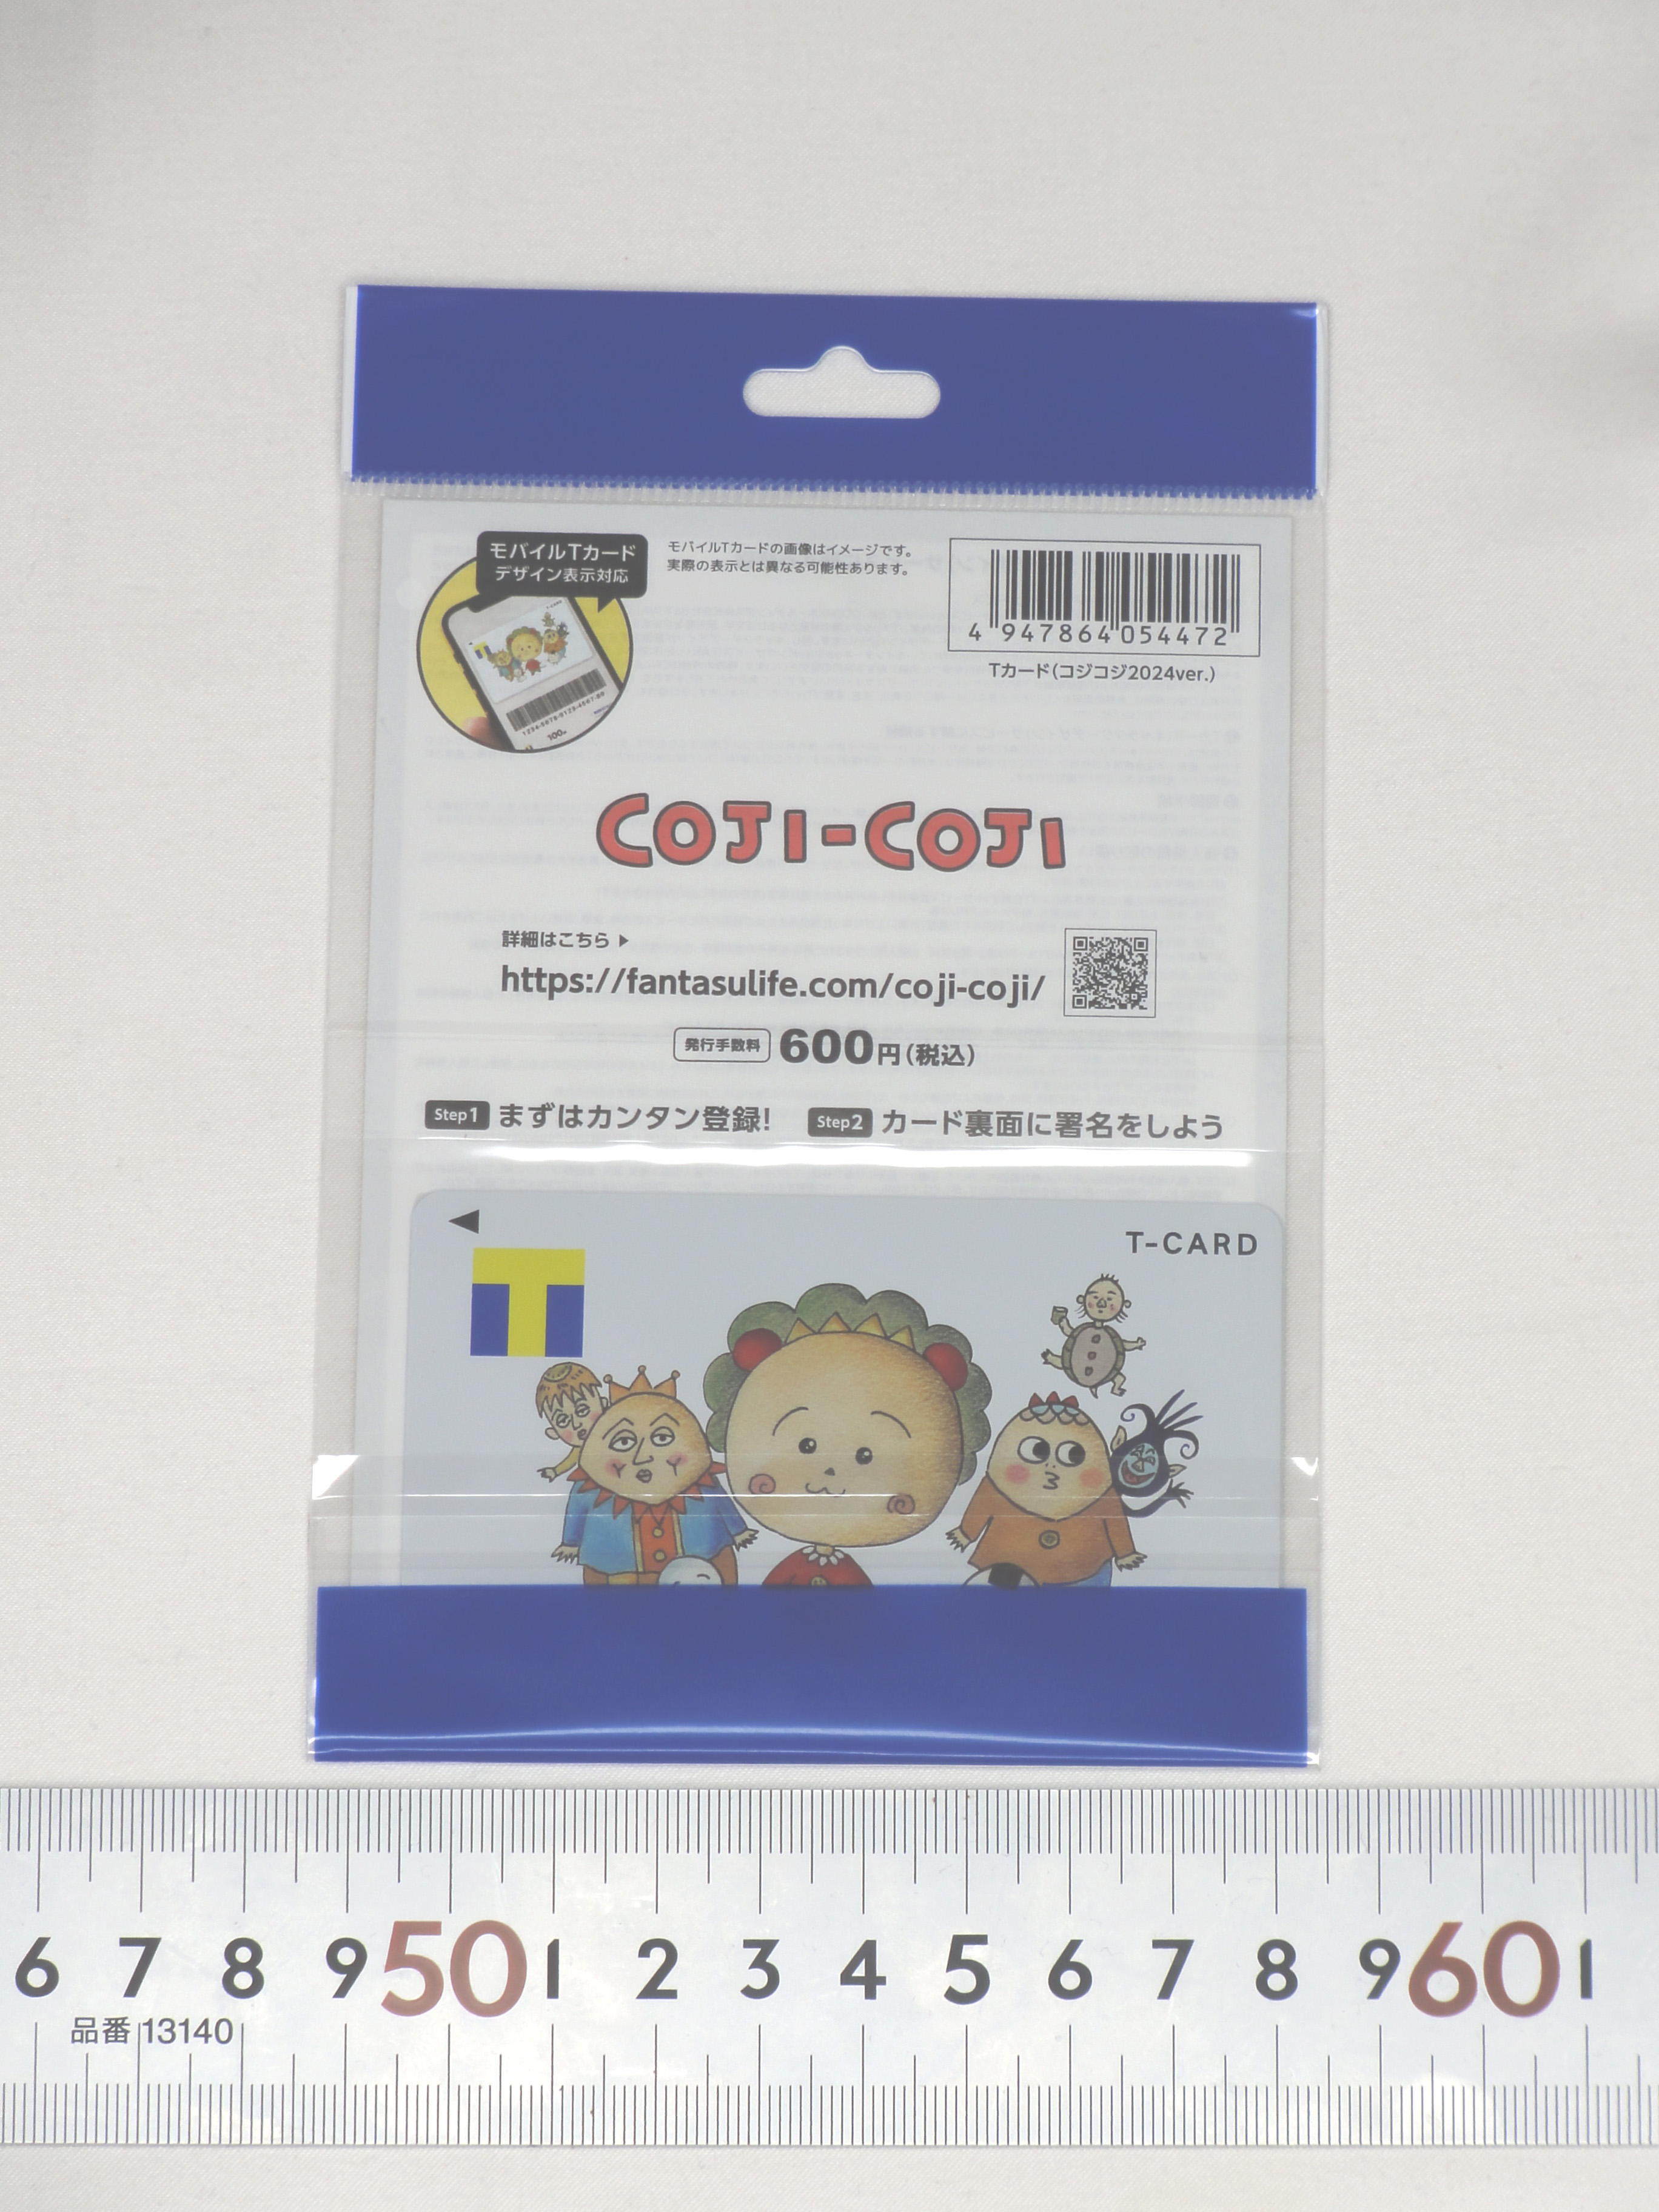 モバイルTカード
デザイン表示対応
モバイルTカードの画像はイメージです。
実際の表示とは異なる可能性あります。
4 947864 054472
Tカード(コジコジ2024ver.)
T-CARD
T
100
COJI-COJI
詳細はこちら ▶
https://fantasulife.com/coji-coji/
発行手数料 600円(税込)
Step1 まずはカンタン登録! Step2 カード裏面に署名をしよう
◀
T-CARD
T
6 7 8 9 50 1 2 3 4 5 6 7 8 9 60 1
品番 13140